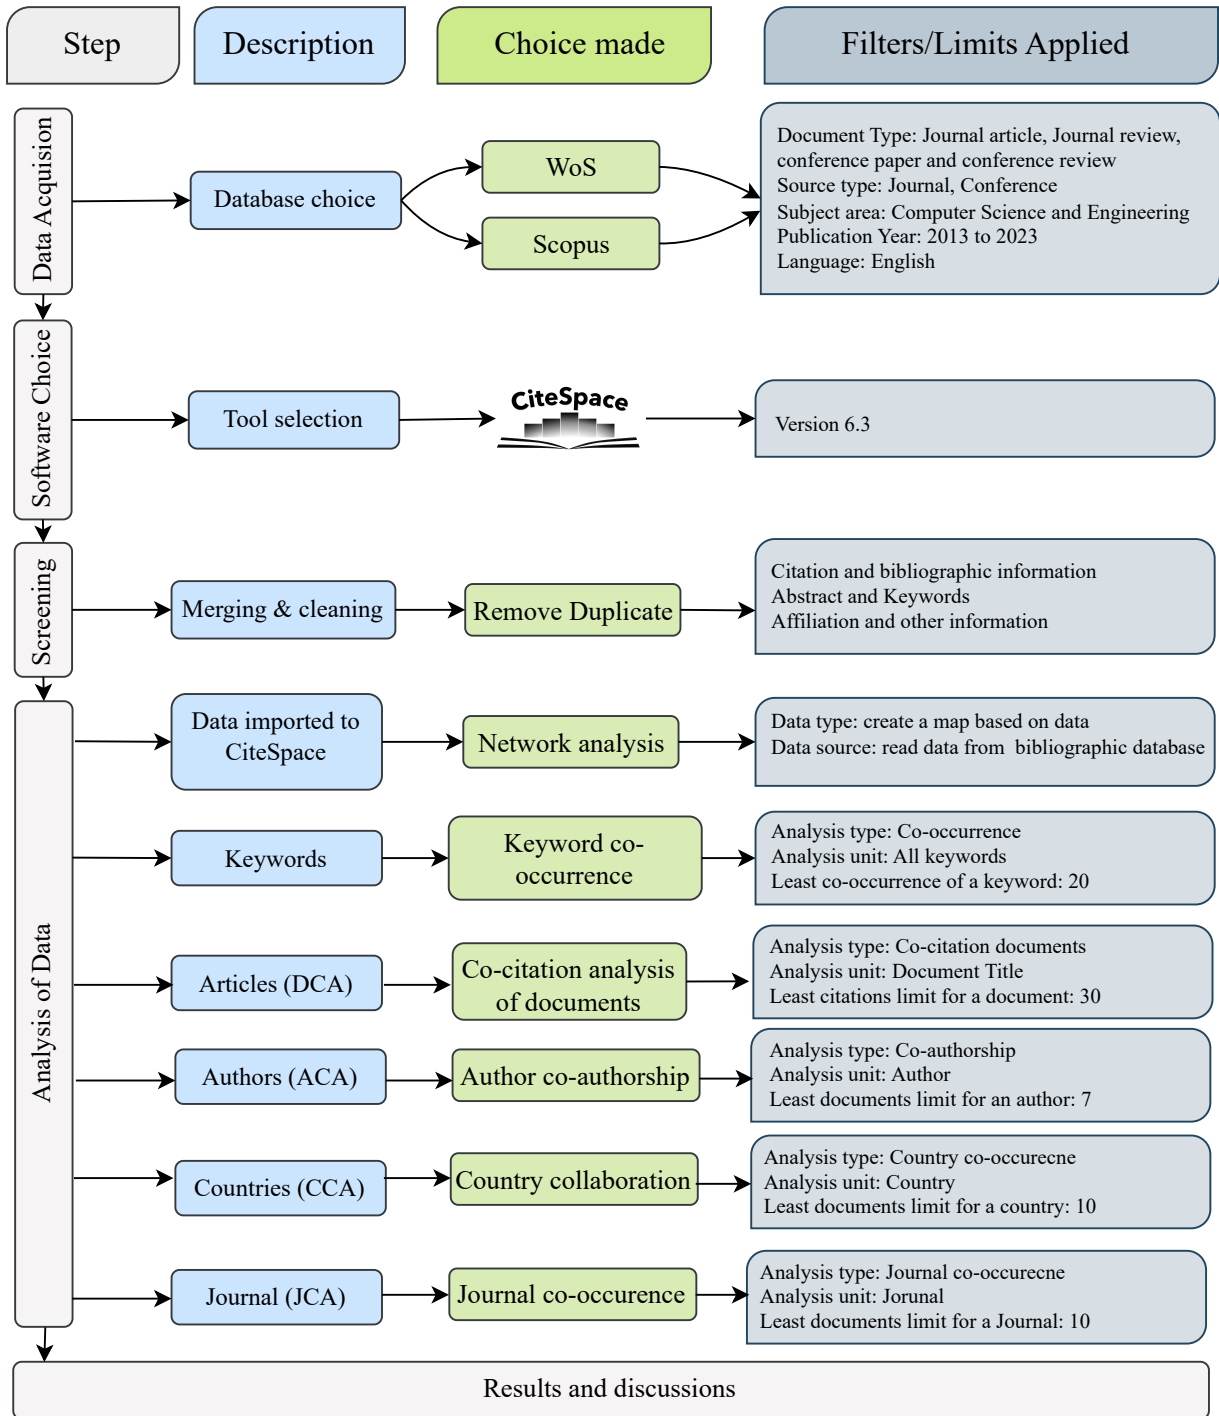 Step
Description
Choice made
Filters/Limits Applied
Data Acquision
Database choice
WoS
Scopus
Document Type: Journal article, Journal review,
conference paper and conference review
Source type: Journal, Conference
Subject area: Computer Science and Engineering
Publication Year: 2013 to 2023
Language: English
Software Choice
Tool selection
CiteSpace
Version 6.3
Screening
Merging & cleaning
Remove Duplicate
Citation and bibliographic information
Abstract and Keywords
Affiliation and other information
Analysis of Data
Data imported to
CiteSpace
Network analysis
Data type: create a map based on data
Data source: read data from bibliographic database
Keywords
Keyword co-
occurrence
Analysis type: Co-occurrence
Analysis unit: All keywords
Least co-occurrence of a keyword: 20
Articles (DCA)
Co-citation analysis
of documents
Analysis type: Co-citation documents
Analysis unit: Document Title
Least citations limit for a document: 30
Authors (ACA)
Author co-authorship
Analysis type: Co-authorship
Analysis unit: Author
Least documents limit for an author: 7
Countries (CCA)
Country collaboration
Analysis type: Country co-occurecne
Analysis unit: Country
Least documents limit for a country: 10
Journal (JCA)
Journal co-occurence
Analysis type: Journal co-occurecne
Analysis unit: Jorunal
Least documents limit for a Journal: 10
Results and discussions